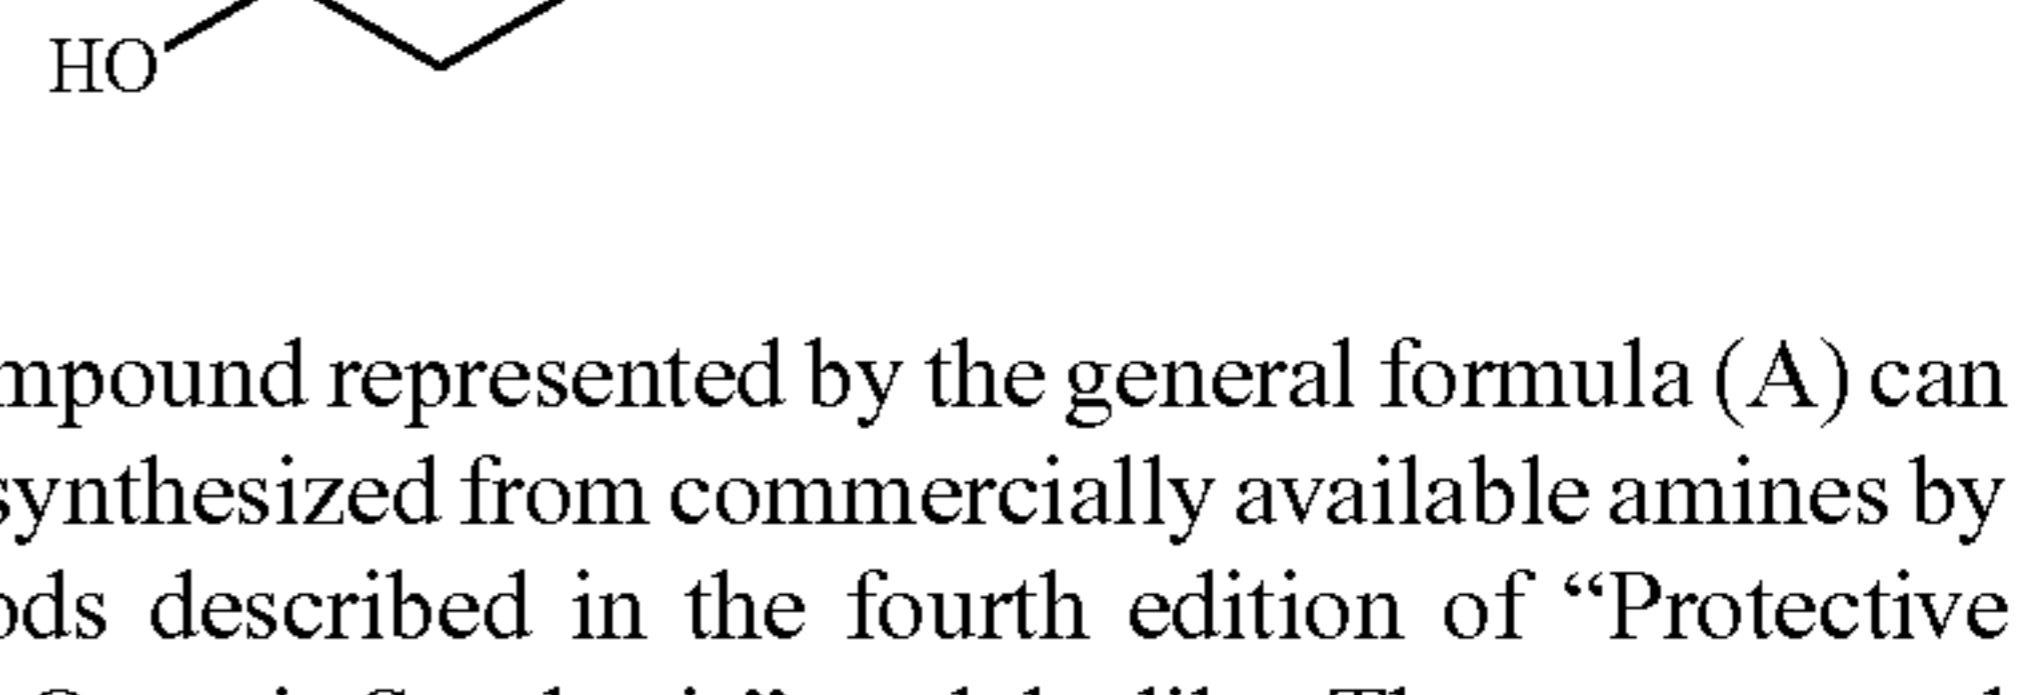 HO
mpound represented by the general formula (A) can
synthesized from commercially available amines by
ods described in the fourth edition of “Protective